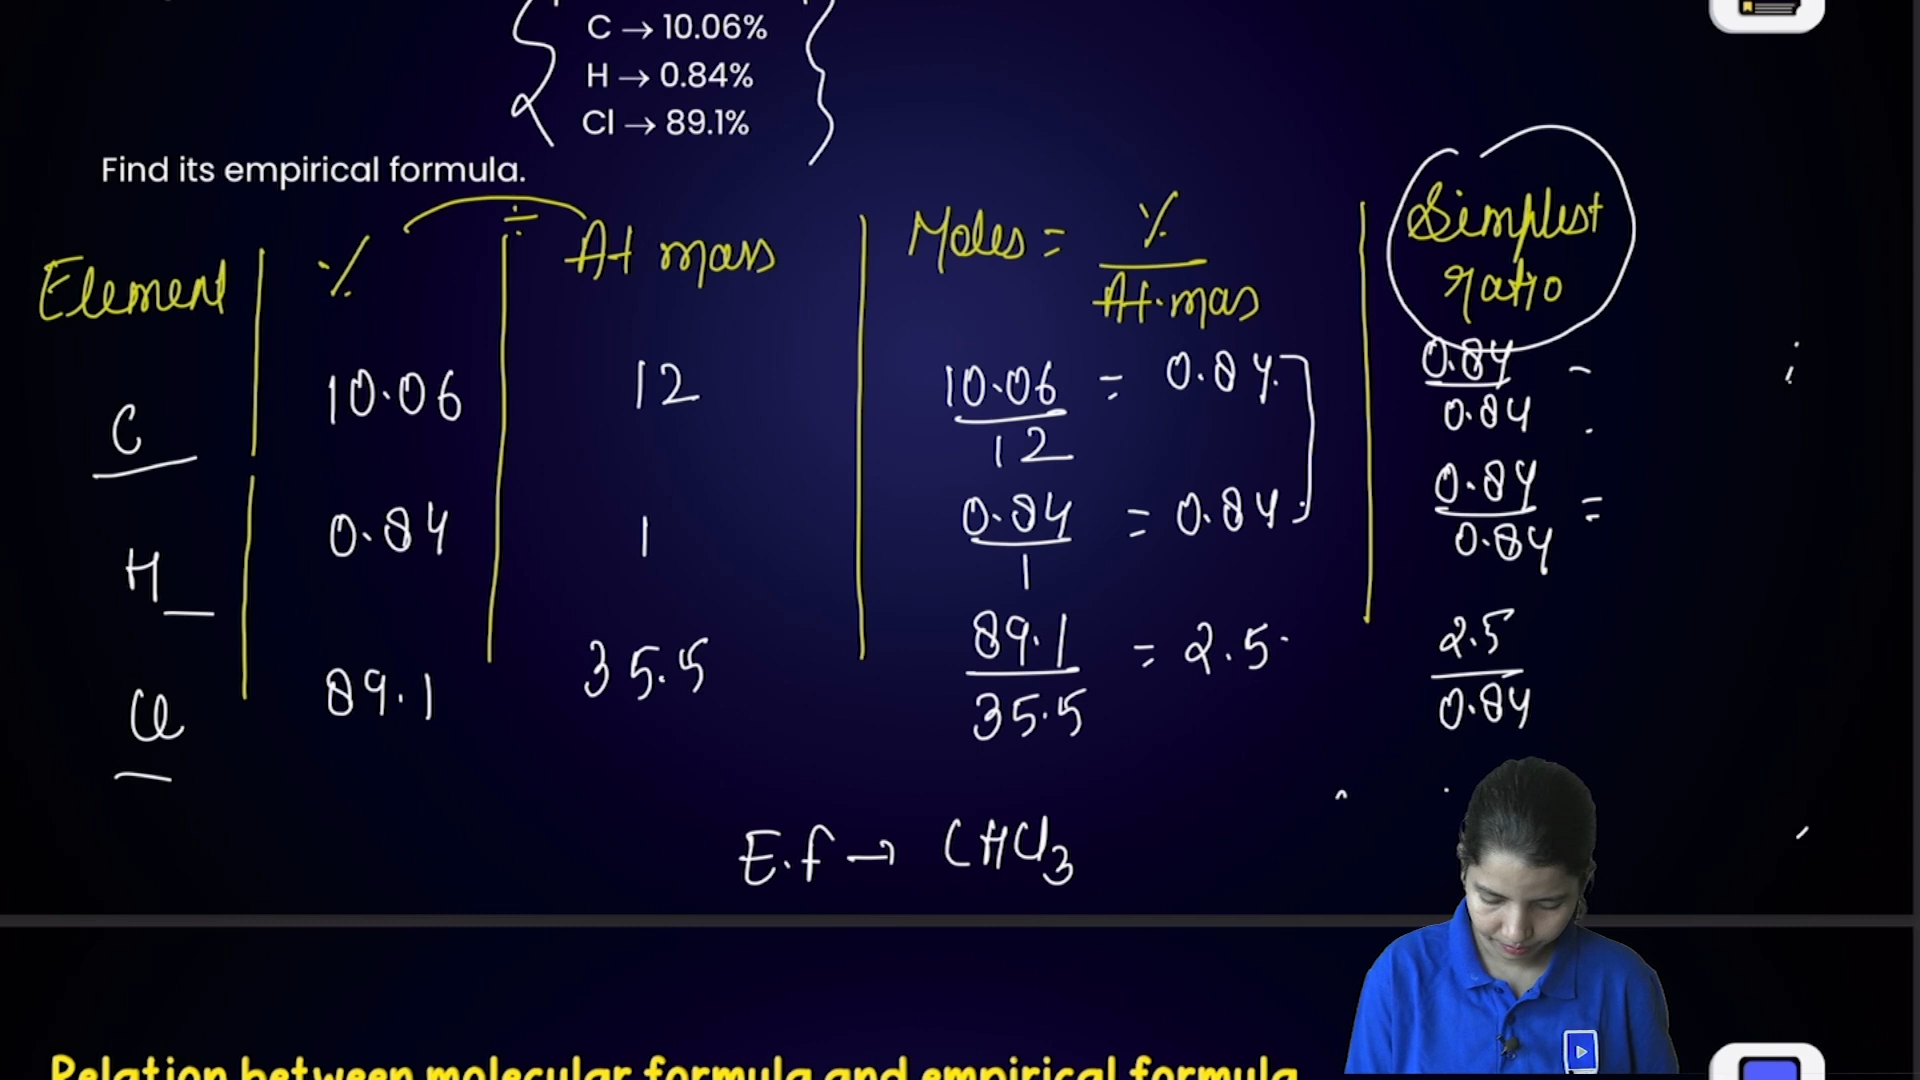 C → 10.06%
H → 0.84%
Cl → 89.1%
Find its empirical formula.
Element % ÷ At mass Moles = % / At.mas Simplest ratio
C 10.06 12 10.06/12 = 0.84. 0.84/0.84 =
H 0.84 1 0.84/1 = 0.84 0.84/0.84 =
Cl 89.1 35.5 89.1/35.5 = 2.5 2.5/0.84
E.f → CHCl3
Relation between molecular formula and empirical formula